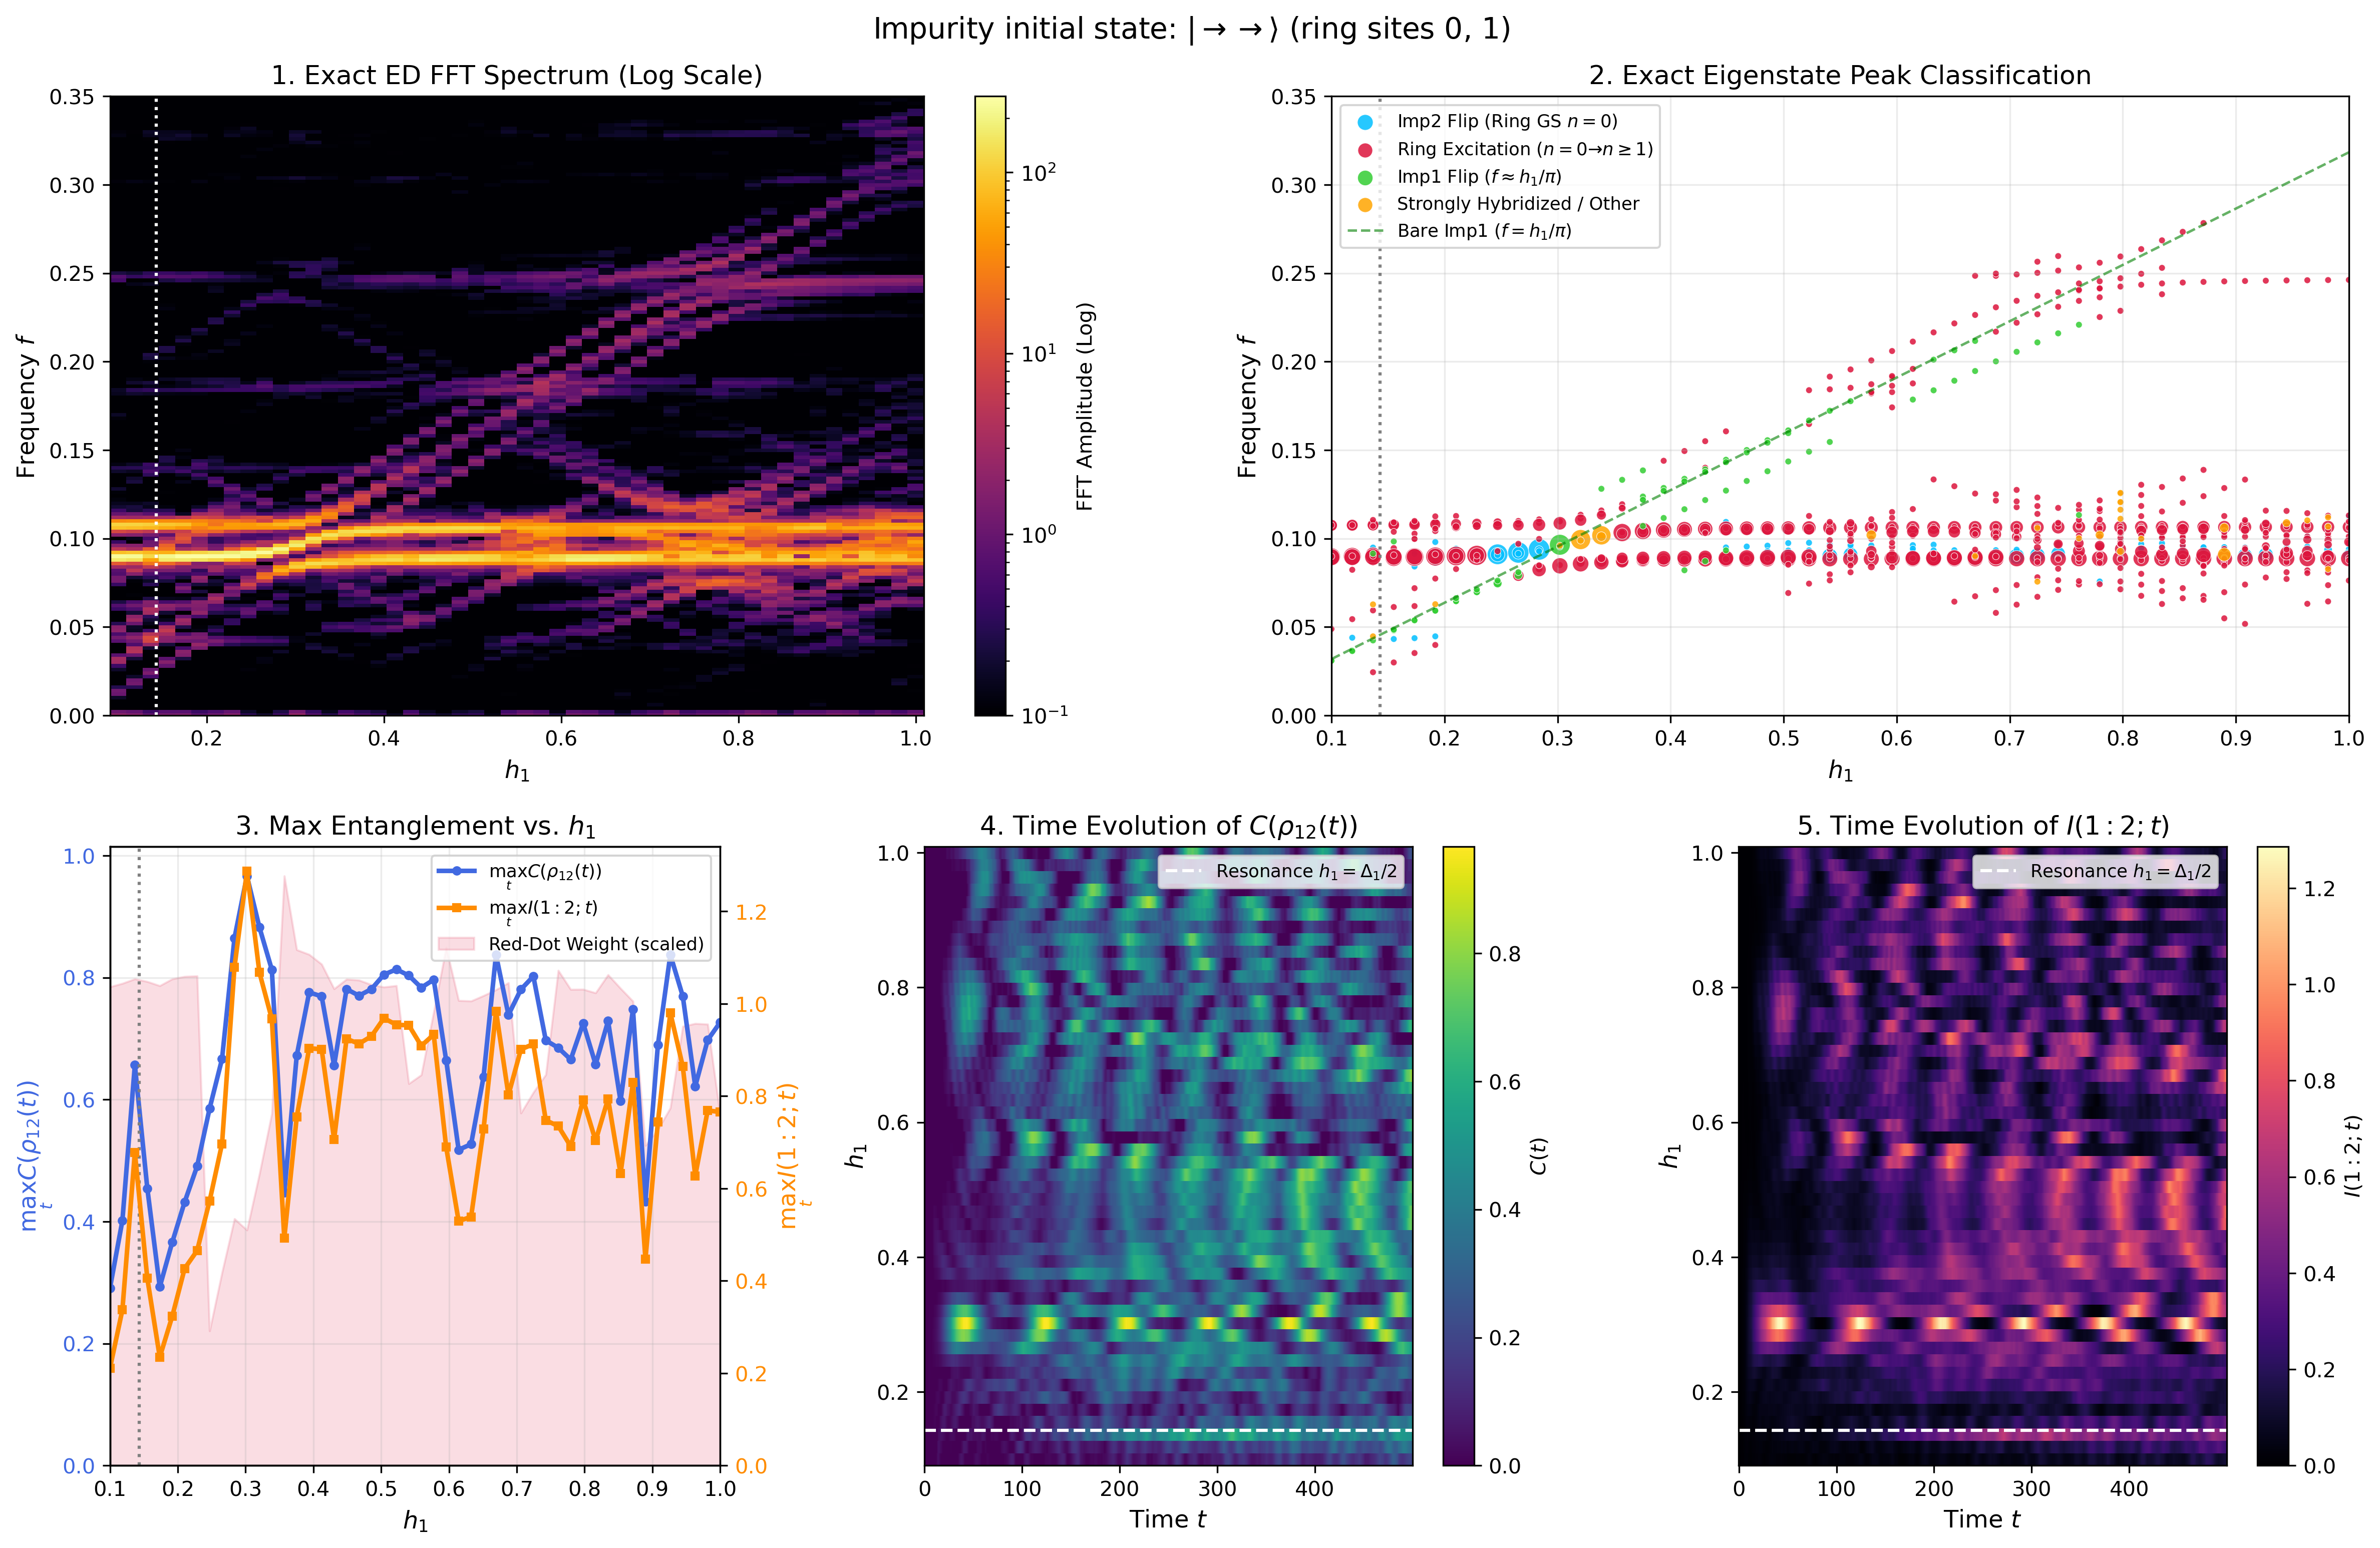 Impurity initial state: |→→⟩ (ring sites 0, 1)
1. Exact ED FFT Spectrum (Log Scale)
Frequency f
0.35
0.30
0.25
0.20
0.15
0.10
0.05
0.00
0.2
0.4
0.6
0.8
1.0
h₁
10²
10¹
10⁰
10⁻¹
FFT Amplitude (Log)
2. Exact Eigenstate Peak Classification
Frequency f
0.35
0.30
0.25
0.20
0.15
0.10
0.05
0.00
Imp2 Flip (Ring GS n = 0)
Ring Excitation (n = 0→n ≥ 1)
Imp1 Flip (f ≈ h₁/π)
Strongly Hybridized / Other
Bare Imp1 (f = h₁/π)
0.1
0.2
0.3
0.4
0.5
0.6
0.7
0.8
0.9
1.0
h₁
3. Max Entanglement vs. h₁
max C(ρ₁₂(t))
t
1.0
0.8
0.6
0.4
0.2
0.0
max C(ρ₁₂(t))
t
max I(1 : 2; t)
t
Red-Dot Weight (scaled)
0.1
0.2
0.3
0.4
0.5
0.6
0.7
0.8
0.9
1.0
h₁
1.2
1.0
0.8
0.6
0.4
0.2
0.0
max I(1 : 2; t)
t
4. Time Evolution of C(ρ₁₂(t))
h₁
1.0
0.8
0.6
0.4
0.2
Resonance h₁ = Δ₁/2
0
100
200
300
400
Time t
0.8
0.6
0.4
0.2
0.0
C(t)
5. Time Evolution of I(1 : 2; t)
h₁
1.0
0.8
0.6
0.4
0.2
Resonance h₁ = Δ₁/2
0
100
200
300
400
Time t
1.2
1.0
0.8
0.6
0.4
0.2
0.0
I(1 : 2; t)